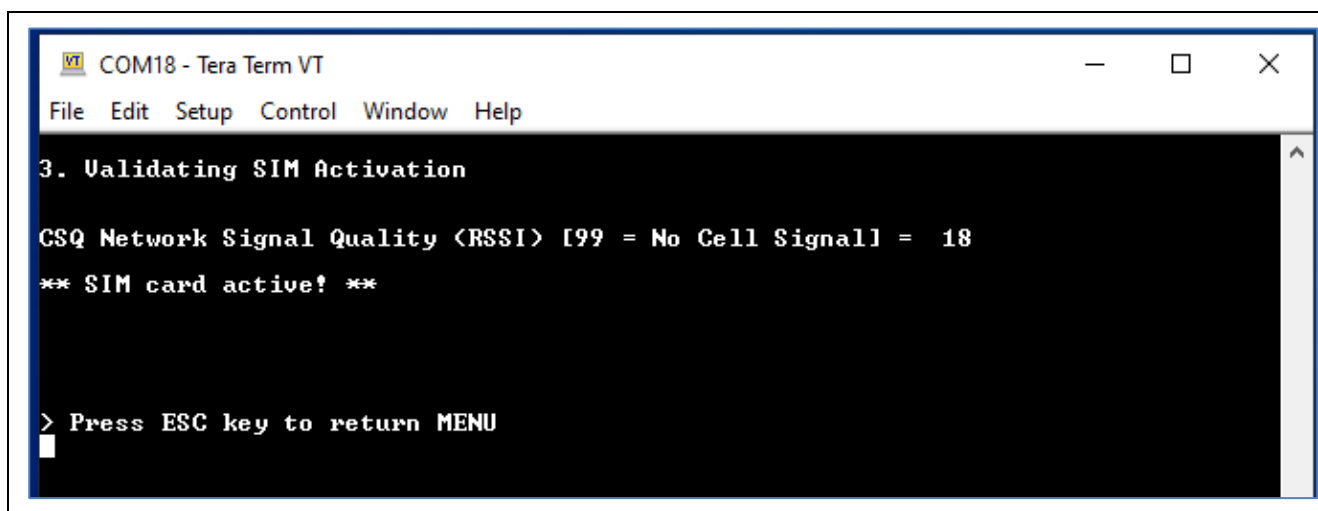 VT COM18 - Tera Term VT
File Edit Setup Control Window Help
3. Validating SIM Activation
CSQ Network Signal Quality (RSSI) [99 = No Cell Signal] = 18
** SIM card active! **
> Press ESC key to return MENU